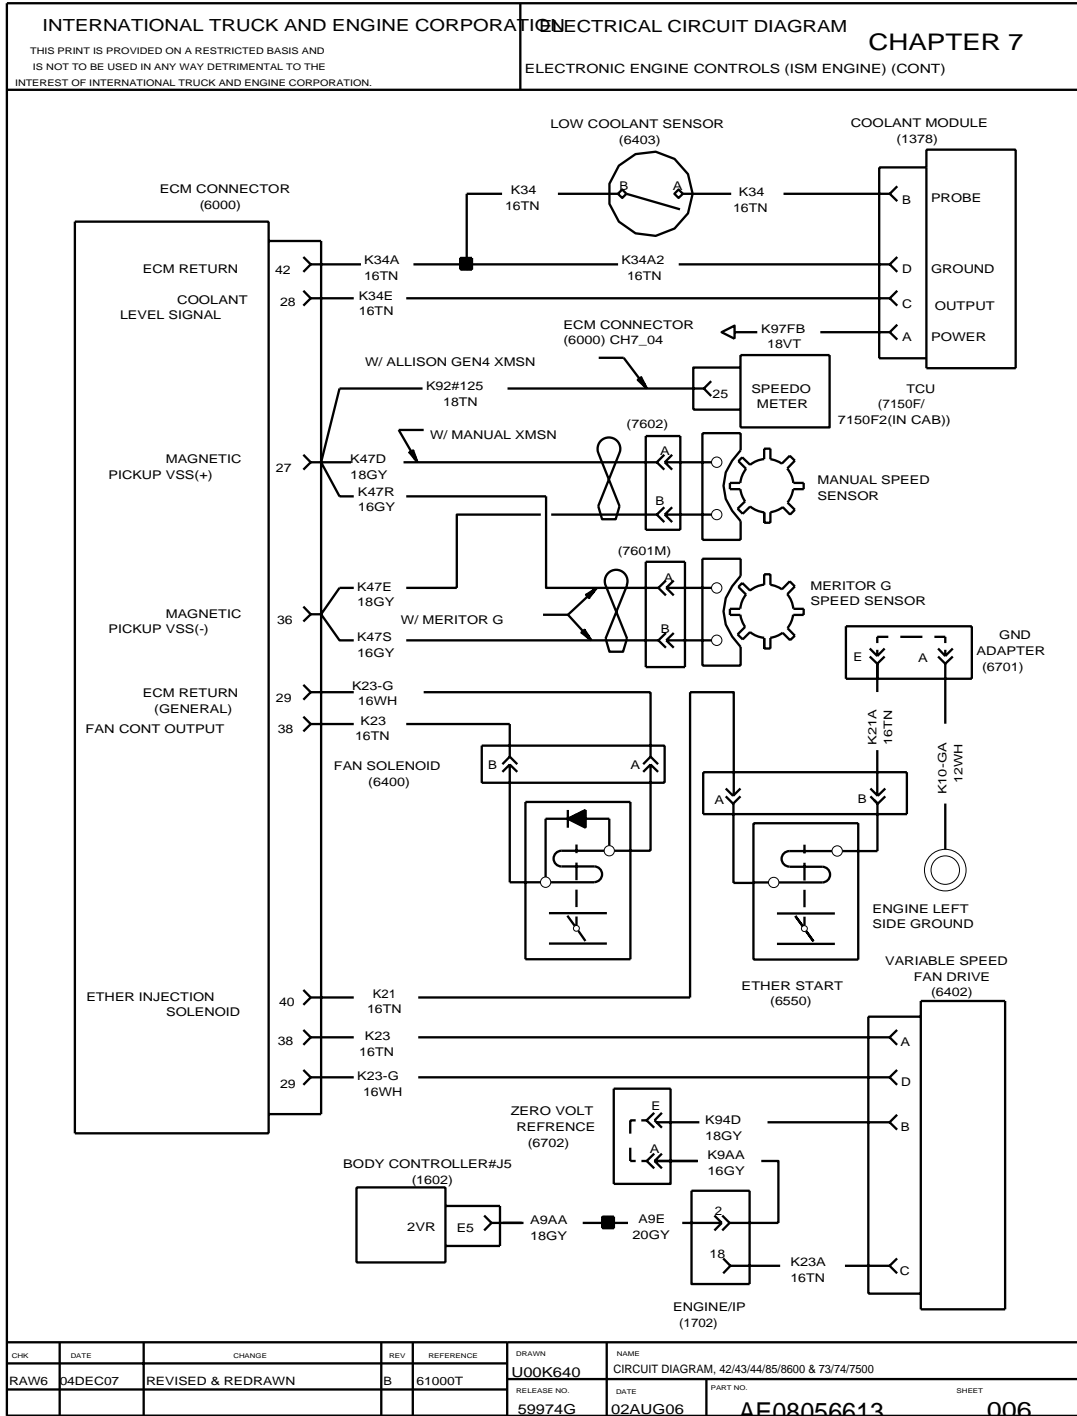 INTERNATIONAL TRUCK AND ENGINE CORPORATION
THIS PRINT IS PROVIDED ON A RESTRICTED BASIS AND
IS NOT TO BE USED IN ANY WAY DETRIMENTAL TO THE
INTEREST OF INTERNATIONAL TRUCK AND ENGINE CORPORATION.
ELECTRICAL CIRCUIT DIAGRAM
CHAPTER 7
ELECTRONIC ENGINE CONTROLS (ISM ENGINE) (CONT)
LOW COOLANT SENSOR
(6403)
COOLANT MODULE
(1378)
ECM CONNECTOR
(6000)
K34
16TN
B
A
K34
16TN
B
PROBE
ECM RETURN
42
K34A
16TN
K34A2
16TN
D
GROUND
COOLANT
LEVEL SIGNAL
28
K34E
16TN
C
OUTPUT
ECM CONNECTOR
(6000) CH7_04
K97FB
18VT
A
POWER
W/ ALLISON GEN4 XMSN
K92#125
18TN
25
SPEEDO
METER
TCU
(7150F/
7150F2(IN CAB))
W/ MANUAL XMSN
(7602)
MAGNETIC
PICKUP VSS(+)
27
K47D
18GY
K47R
16GY
A
B
MANUAL SPEED
SENSOR
(7601M)
MAGNETIC
PICKUP VSS(-)
36
K47E
18GY
K47S
16GY
W/ MERITOR G
A
B
MERITOR G
SPEED SENSOR
GND
ADAPTER
(6701)
E
A
ECM RETURN
(GENERAL)
29
K23-G
16WH
FAN CONT OUTPUT
38
K23
16TN
K21A
16TN
K10-GA
12WH
FAN SOLENOID
(6400)
B
A
A
B
ENGINE LEFT
SIDE GROUND
ETHER START
(6550)
VARIABLE SPEED
FAN DRIVE
(6402)
ETHER INJECTION
SOLENOID
40
K21
16TN
38
K23
16TN
A
29
K23-G
16WH
D
ZERO VOLT
REFRENCE
(6702)
E
K94D
18GY
B
A
K9AA
16GY
BODY CONTROLLER#J5
(1602)
2VR
E5
A9AA
18GY
A9E
20GY
2
18
K23A
16TN
C
ENGINE/IP
(1702)
CHK
DATE
CHANGE
REV
REFERENCE
DRAWN
NAME
RAW6
04DEC07
REVISED & REDRAWN
B
61000T
U00K640
CIRCUIT DIAGRAM, 42/43/44/85/8600 & 73/74/7500
RELEASE NO.
DATE
PART NO.
SHEET
59974G
02AUG06
AE08056613
006